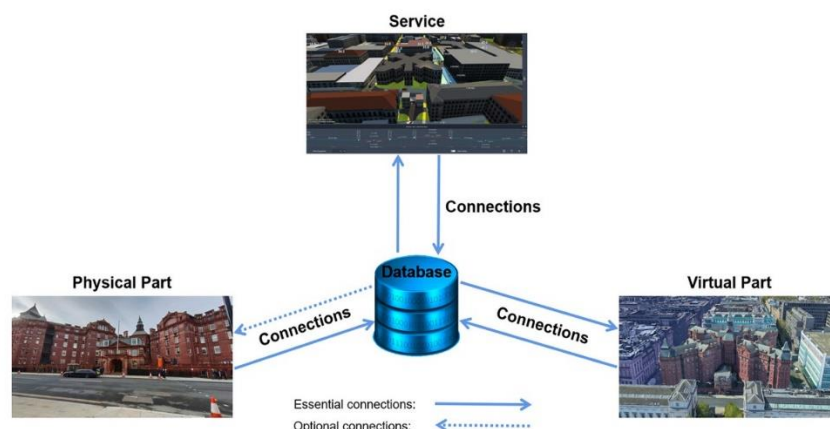 Service
Connections
Database
Physical Part
Virtual Part
Connections
Connections
Essential connections:
Optional connections: